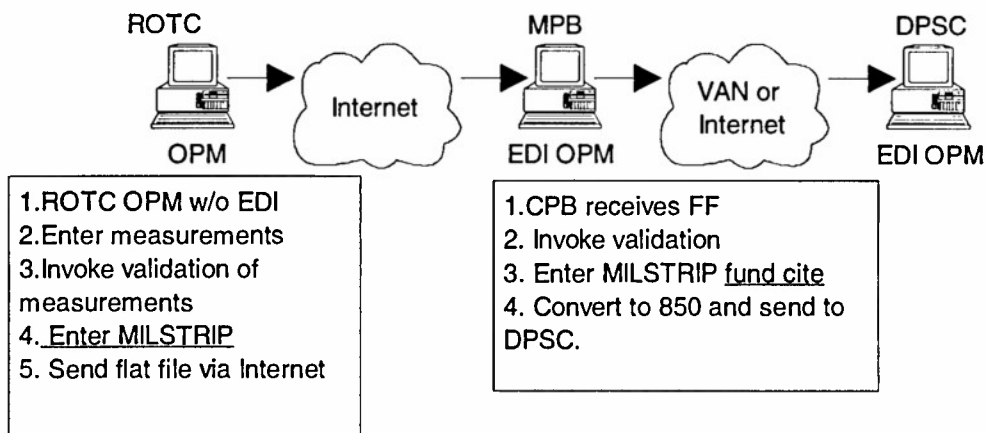 ROTC
MPB
DPSC
Internet
VAN or
Internet
OPM
EDI OPM
EDI OPM
1.ROTC OPM w/o EDI
2.Enter measurements
3.Invoke validation of
measurements
4. Enter MILSTRIP
5. Send flat file via Internet
1.CPB receives FF
2. Invoke validation
3. Enter MILSTRIP fund cite
4. Convert to 850 and send to
DPSC.